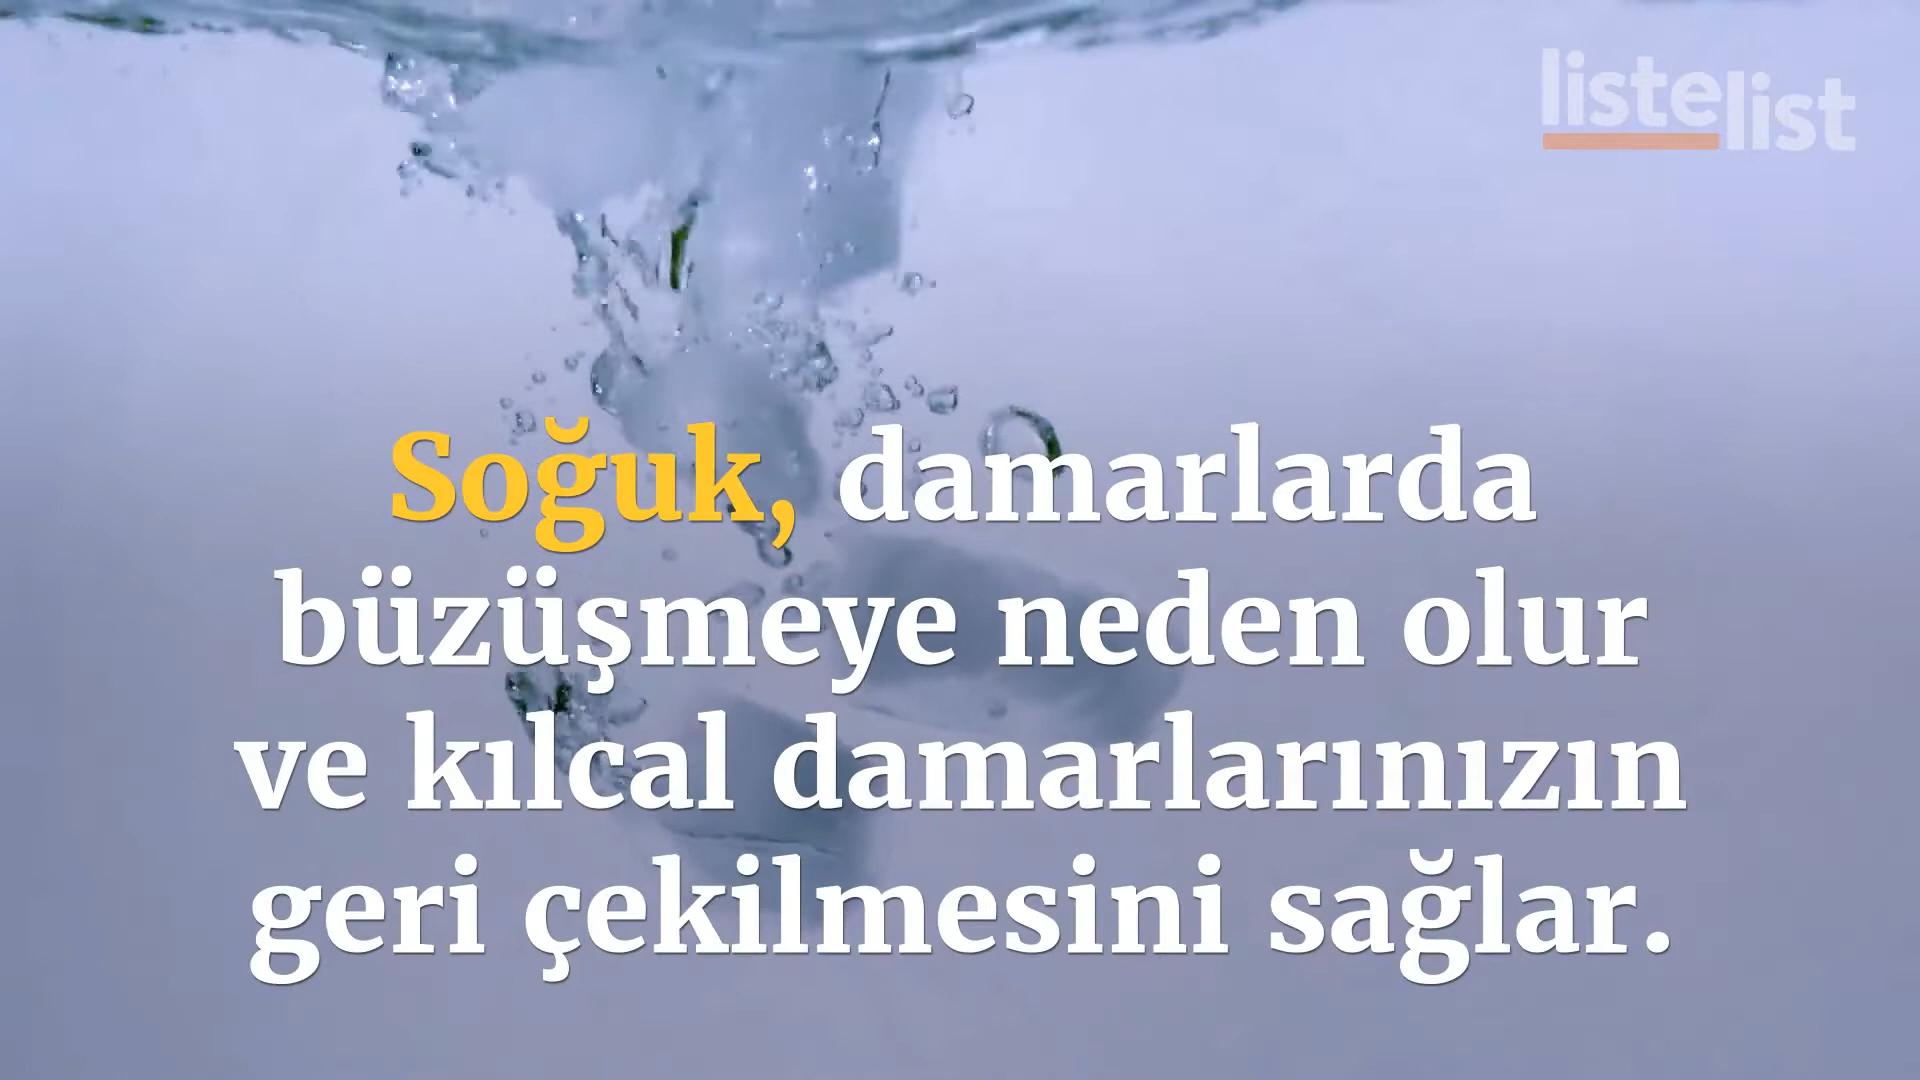 listelist
Soğuk, damarlarda
büzüşmeye neden olur
ve kılcal damarlarınızın
geri çekilmesini sağlar.